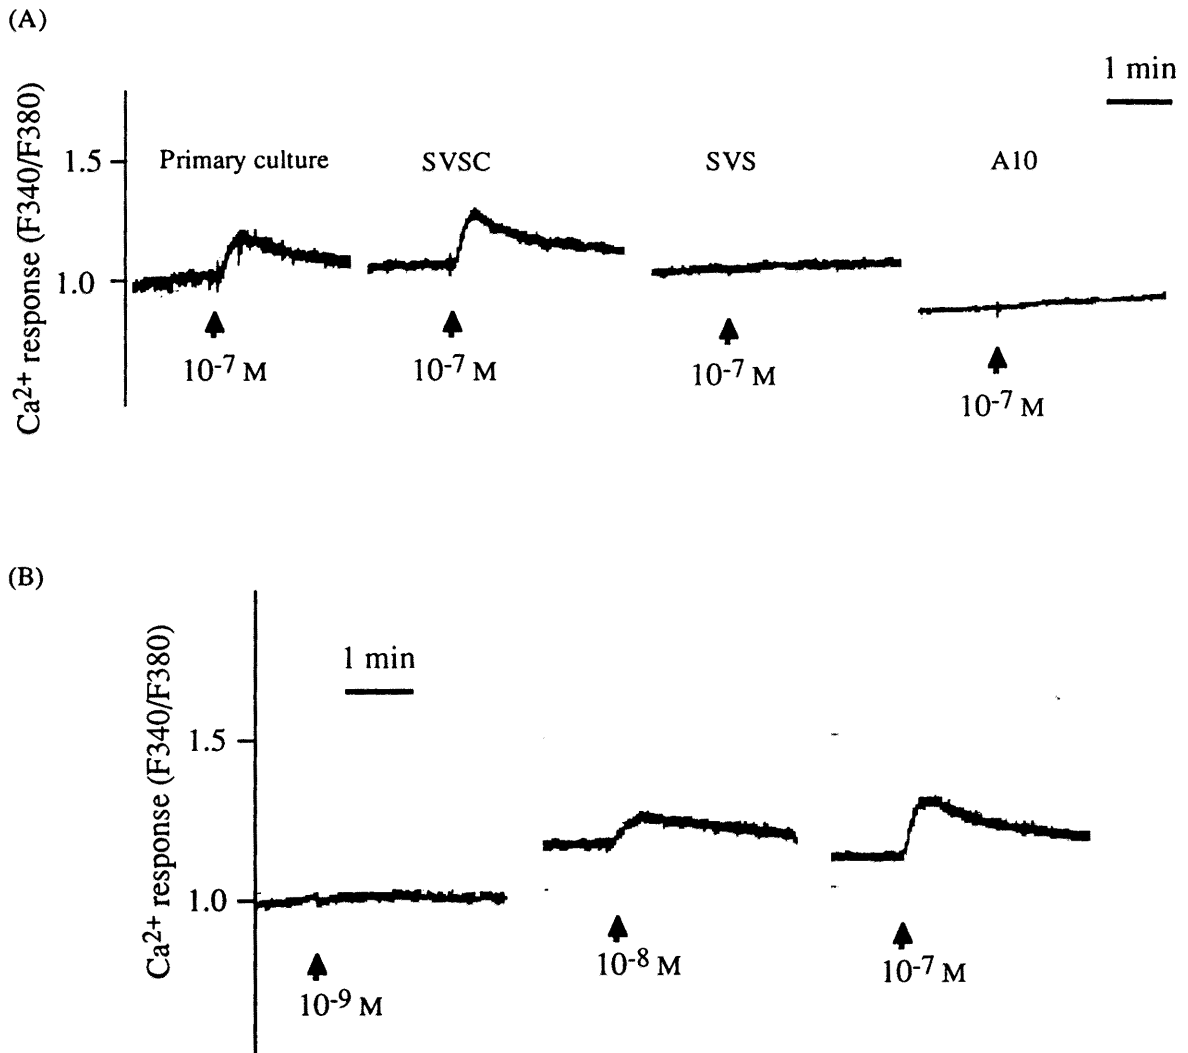 (A)
1 min
Ca2+ response (F340/F380)
1.5
1.0
Primary culture
SVSC
SVS
A10
10-7 M
10-7 M
10-7 M
10-7 M
(B)
1 min
Ca2+ response (F340/F380)
1.5
1.0
10-9 M
10-8 M
10-7 M